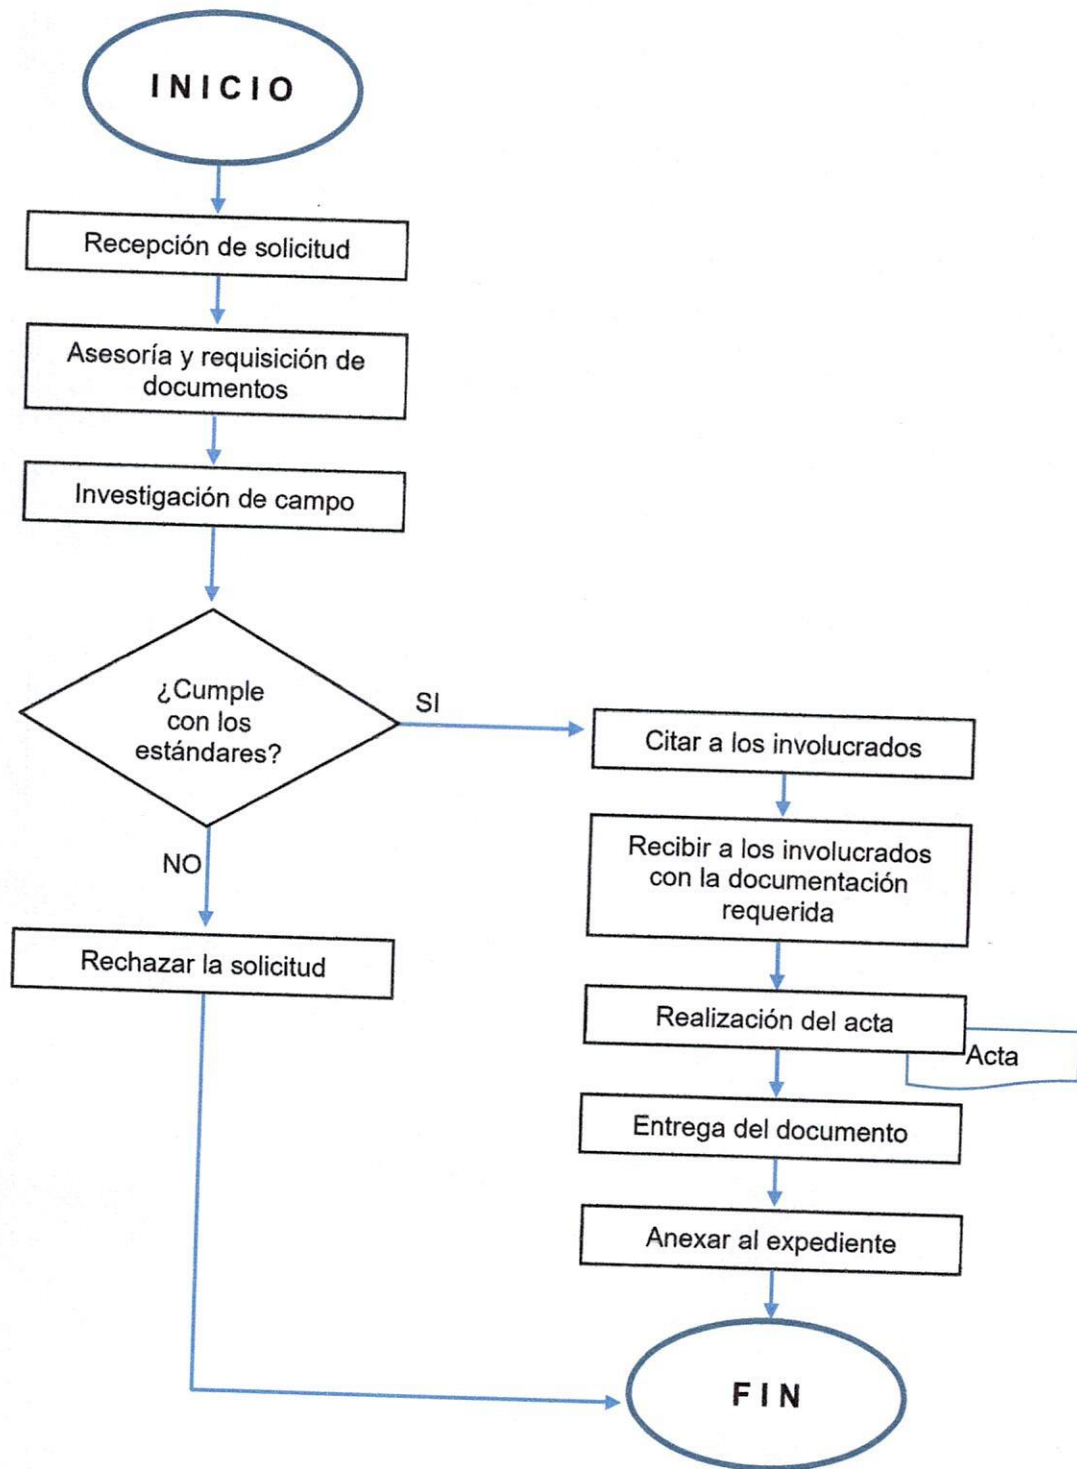 INICIO
Recepción de solicitud
Asesoría y requisición de
documentos
Investigación de campo
¿Cumple
con los
estándares?
SI
NO
Rechazar la solicitud
Citar a los involucrados
Recibir a los involucrados
con la documentación
requerida
Realización del acta
Acta
Entrega del documento
Anexar al expediente
FIN